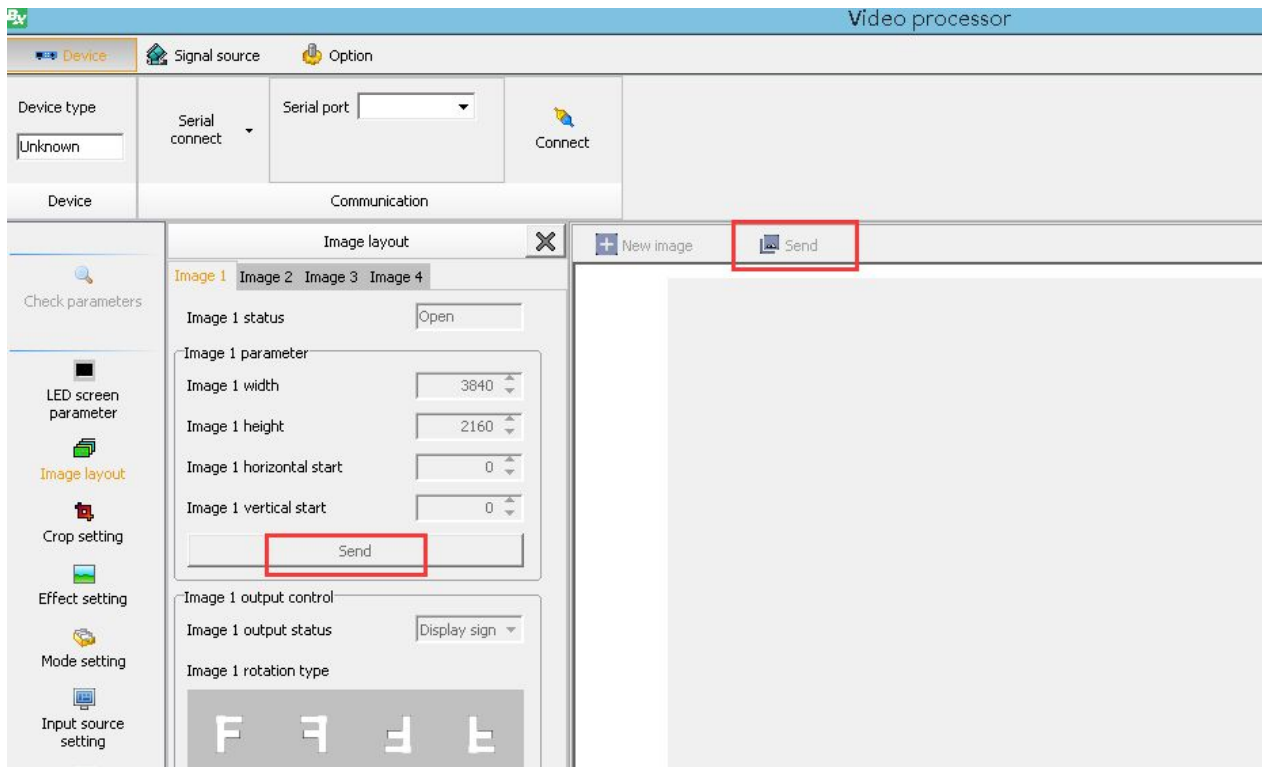 Bx
Video processor
Device
Signal source
Option
Device type
Unknown
Serial
connect
Serial port
Connect
Device
Communication
Image layout
New image
Send
Check parameters
Image 1
Image 2
Image 3
Image 4
Image 1 status
Open
Image 1 parameter
LED screen
parameter
Image 1 width
3840
Image 1 height
2160
Image layout
Image 1 horizontal start
0
Image 1 vertical start
0
Crop setting
Send
Effect setting
Image 1 output control
Image 1 output status
Display sign
Mode setting
Image 1 rotation type
Input source
setting
F